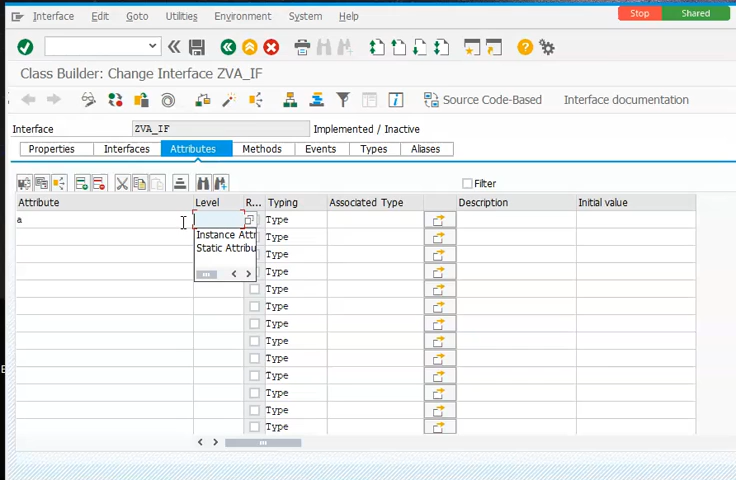 Interface Edit Goto Utilities Environment System Help
Stop Shared
Class Builder: Change Interface ZVA_IF
Source Code-Based Interface documentation
Interface ZVA_IF Implemented / Inactive
Properties Interfaces Attributes Methods Events Types Aliases
Filter
Attribute Level R... Typing Associated Type Description Initial value
a Type
Instance Attr Type
Static Attribu Type
Type
Type
Type
Type
Type
Type
Type
Type
Type
Type